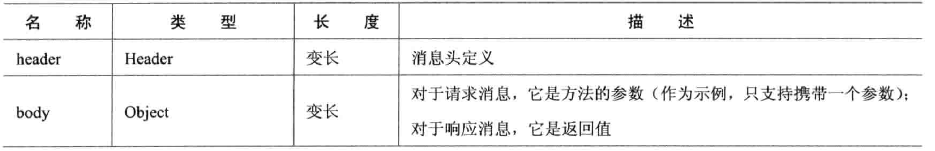 名 称 类 型 长 度 描 述
header Header 变长 消息头定义
body Object 变长 对于请求消息，它是方法的参数（作为示例，只支持携带一个参数）；
对于响应消息，它是返回值